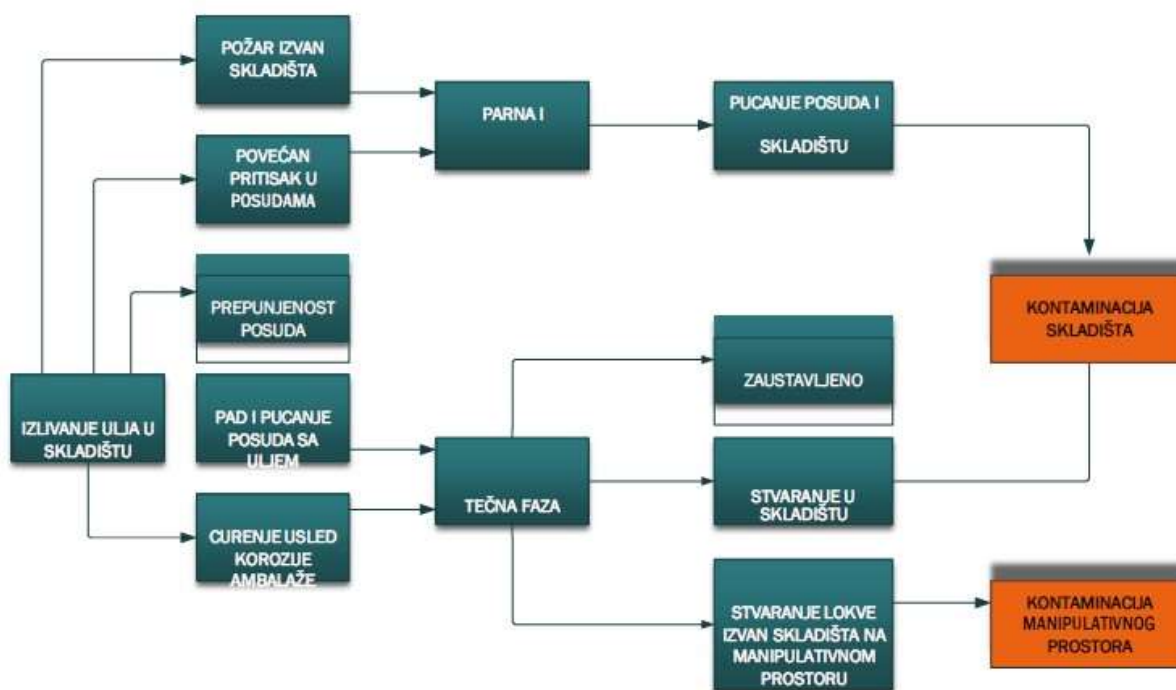 POŽAR IZVAN
SKLADIŠTA
POVEĆAN
PRITISAK U
POSUDAMA
PREPUNJENOST
POSUDA
IZLIVANJE ULJA U
SKLADIŠTU
PAD I PUCANJE
POSUDA SA
ULJEM
CURENJE USLED
KOROZIJE
AMBALAŽE
PARNA I
TEČNA FAZA
PUCANJE POSUDA I
SKLADIŠTU
ZAUSTAVLJENO
STVARANJE U
SKLADIŠTU
STVARANJE LOKVE
IZVAN SKLADIŠTA NA
MANIPULATIVNOM
PROSTORU
KONTAMINACIJA
SKLADIŠTA
KONTAMINACIJA
MANIPULATIVNOG
PROSTORA